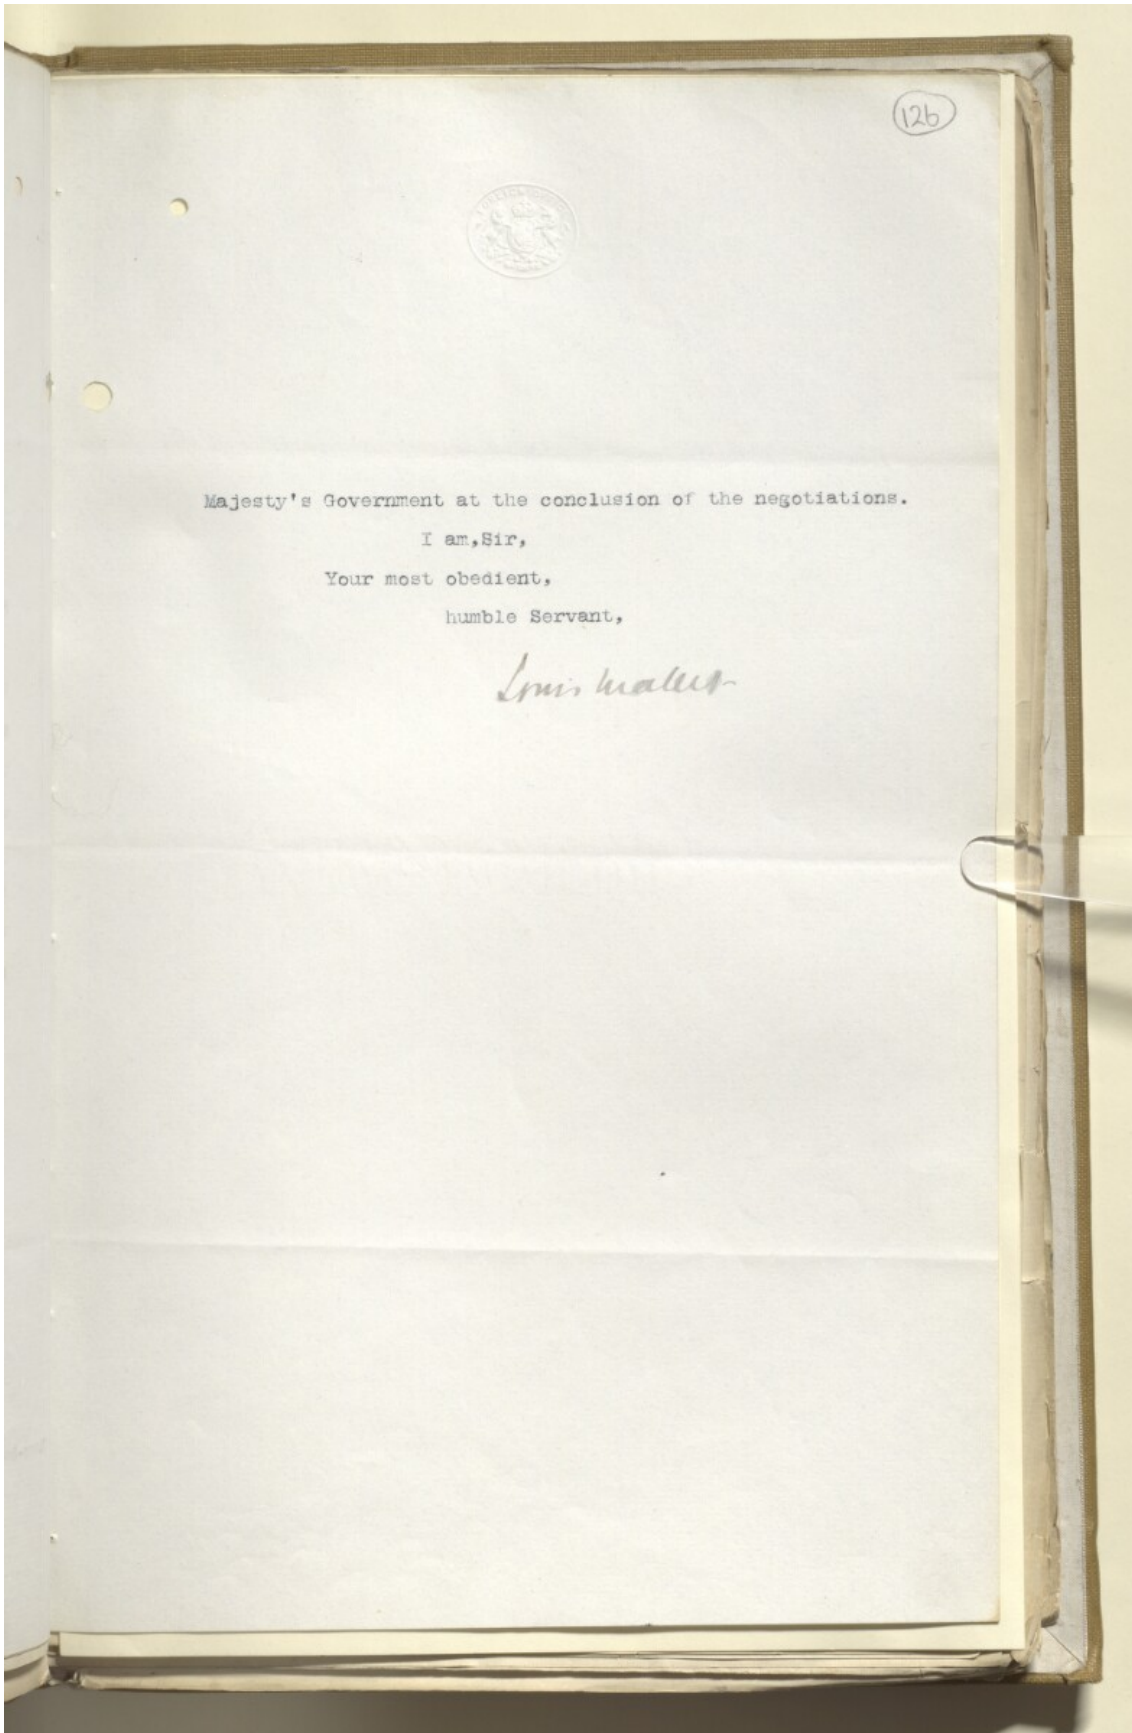 126
Majesty's Government at the conclusion of the negotiations.
I am,Sir,
Your most obedient,
humble Servant,
Louis Mallet